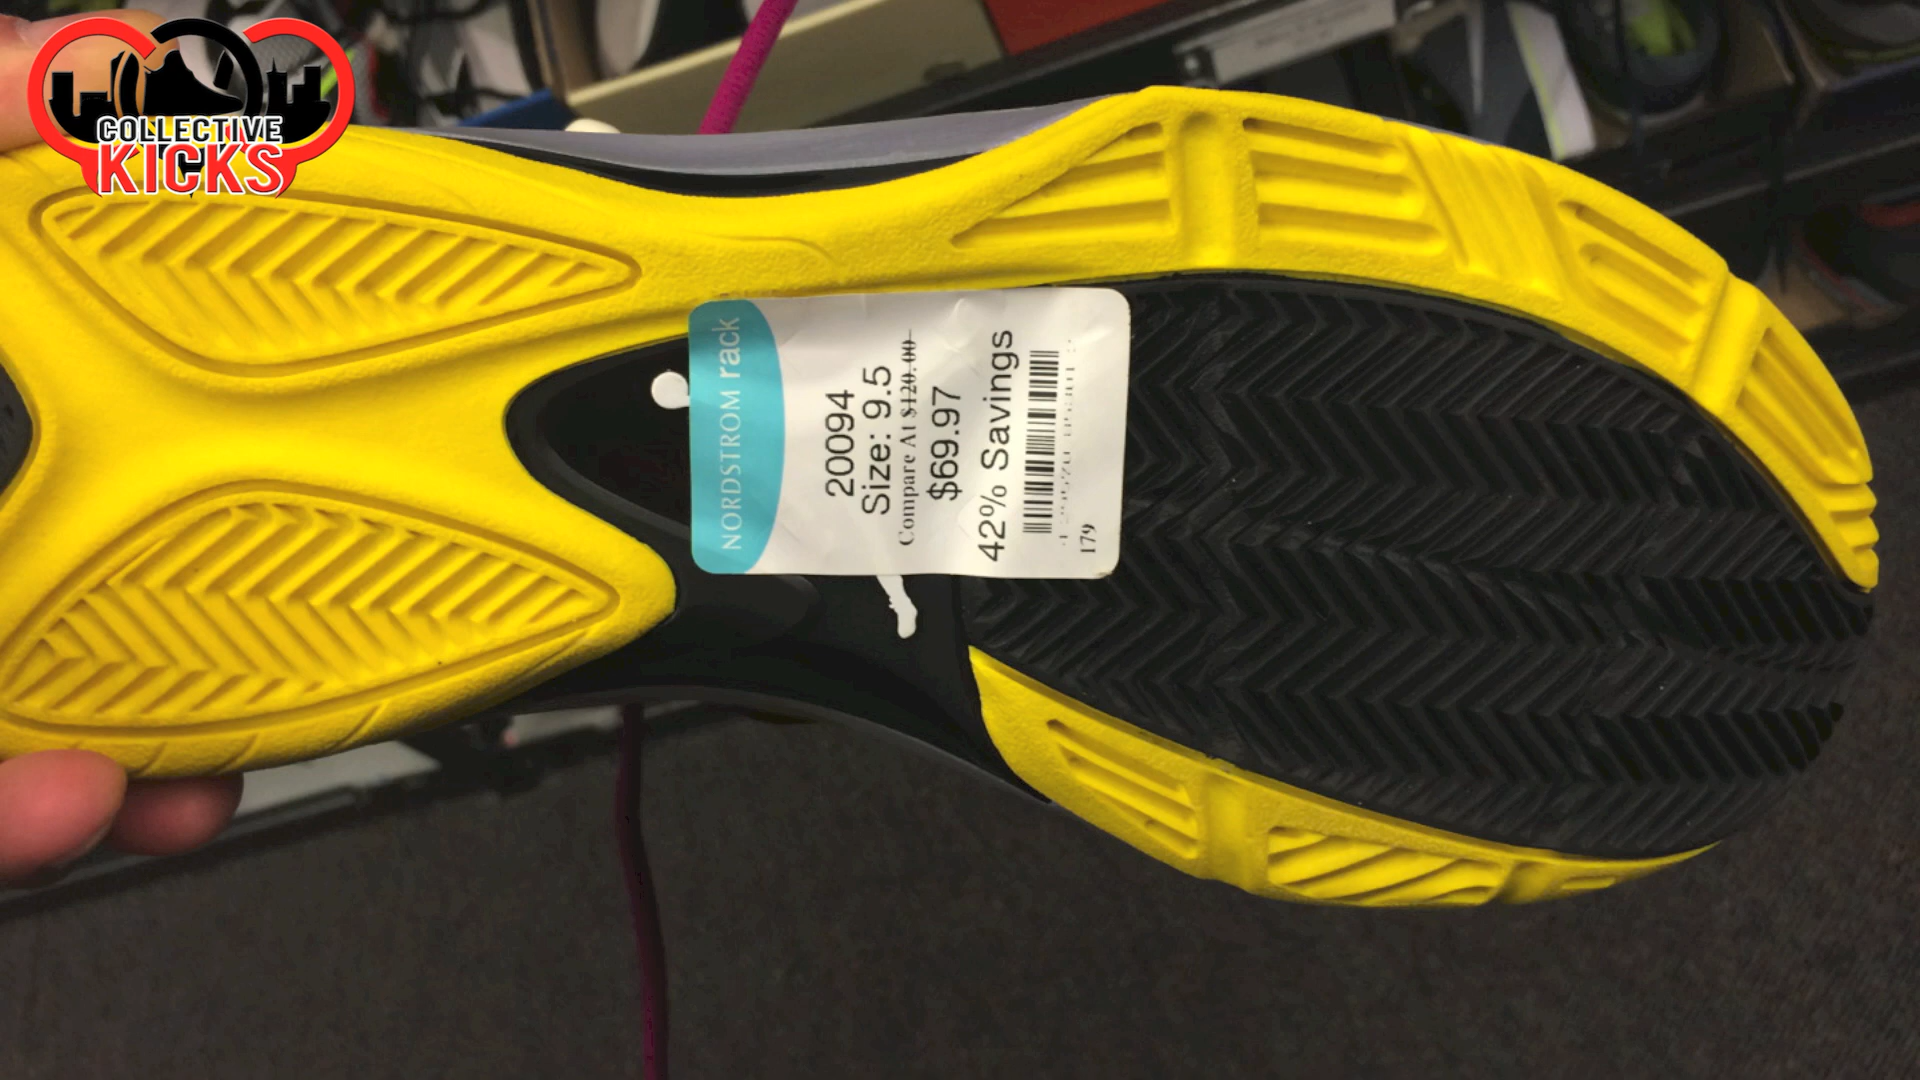 COLLECTIVE
KICKS
NORDSTROM rack
20094
Size: 9.5
Compare At $120.00
$69.97
42% Savings
179